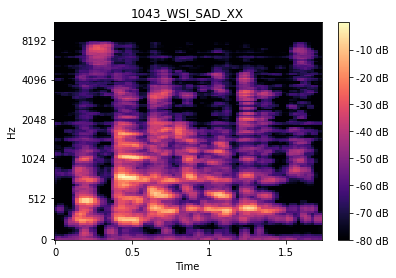 1043_WSI_SAD_XX
8192
4096
2048
1024
512
0
Hz
0
0.5
1
1.5
Time
-10 dB
-20 dB
-30 dB
-40 dB
-50 dB
-60 dB
-70 dB
-80 dB